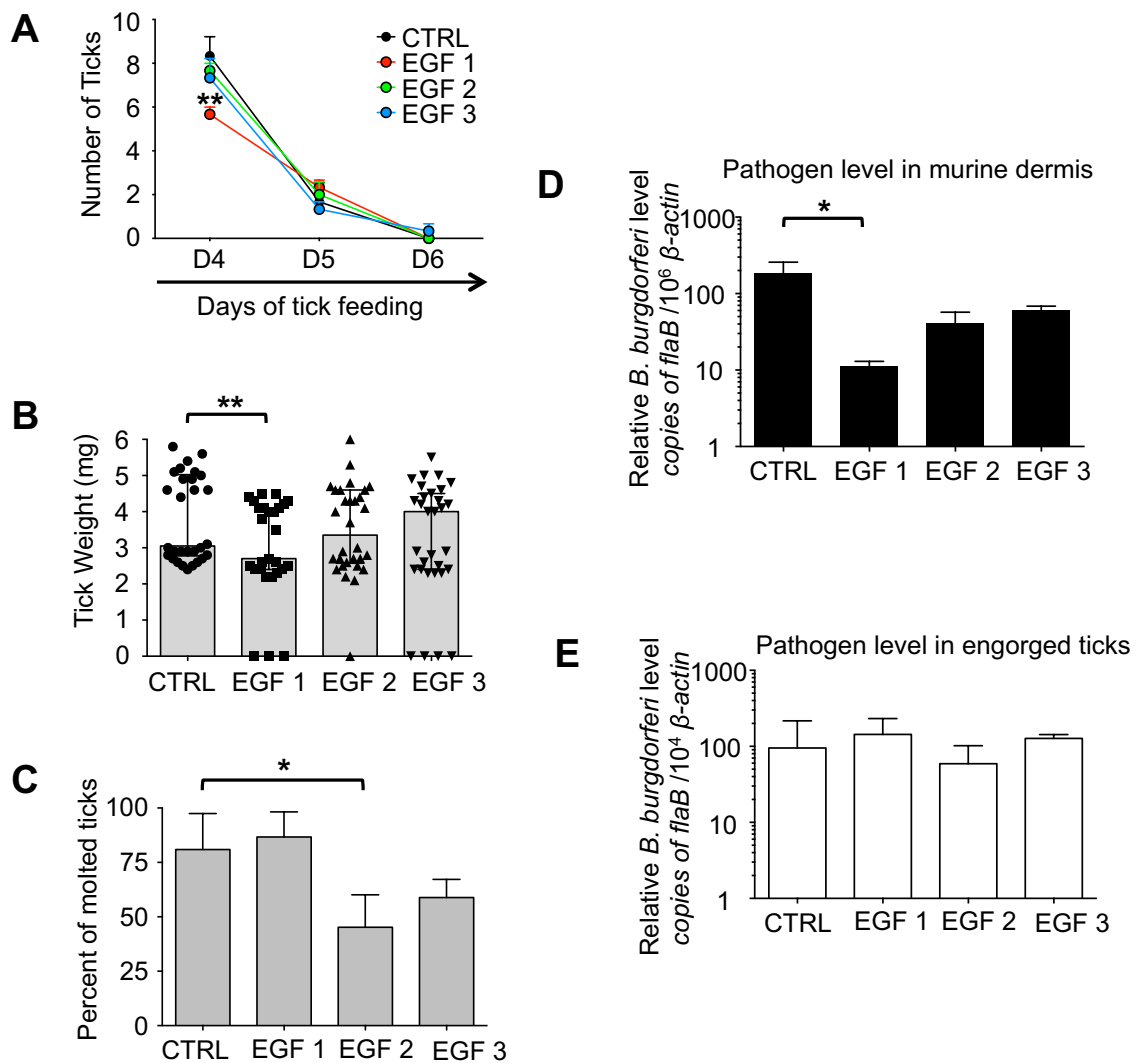 A
Number of Ticks
10
8
6
4
2
0
**
CTRL
EGF 1
EGF 2
EGF 3
D4 D5 D6
Days of tick feeding
B
Tick Weight (mg)
6
5
4
3
2
1
0
**
CTRL EGF 1 EGF 2 EGF 3
C
Percent of molted ticks
100
75
50
25
0
*
CTRL EGF 1 EGF 2 EGF 3
D
Pathogen level in murine dermis
Relative B. burgdorferi level
copies of flaB /10⁶ β-actin
1000
100
10
1
*
CTRL EGF 1 EGF 2 EGF 3
E
Pathogen level in engorged ticks
Relative B. burgdorferi level
copies of flaB /10⁴ β-actin
1000
100
10
1
CTRL EGF 1 EGF 2 EGF 3